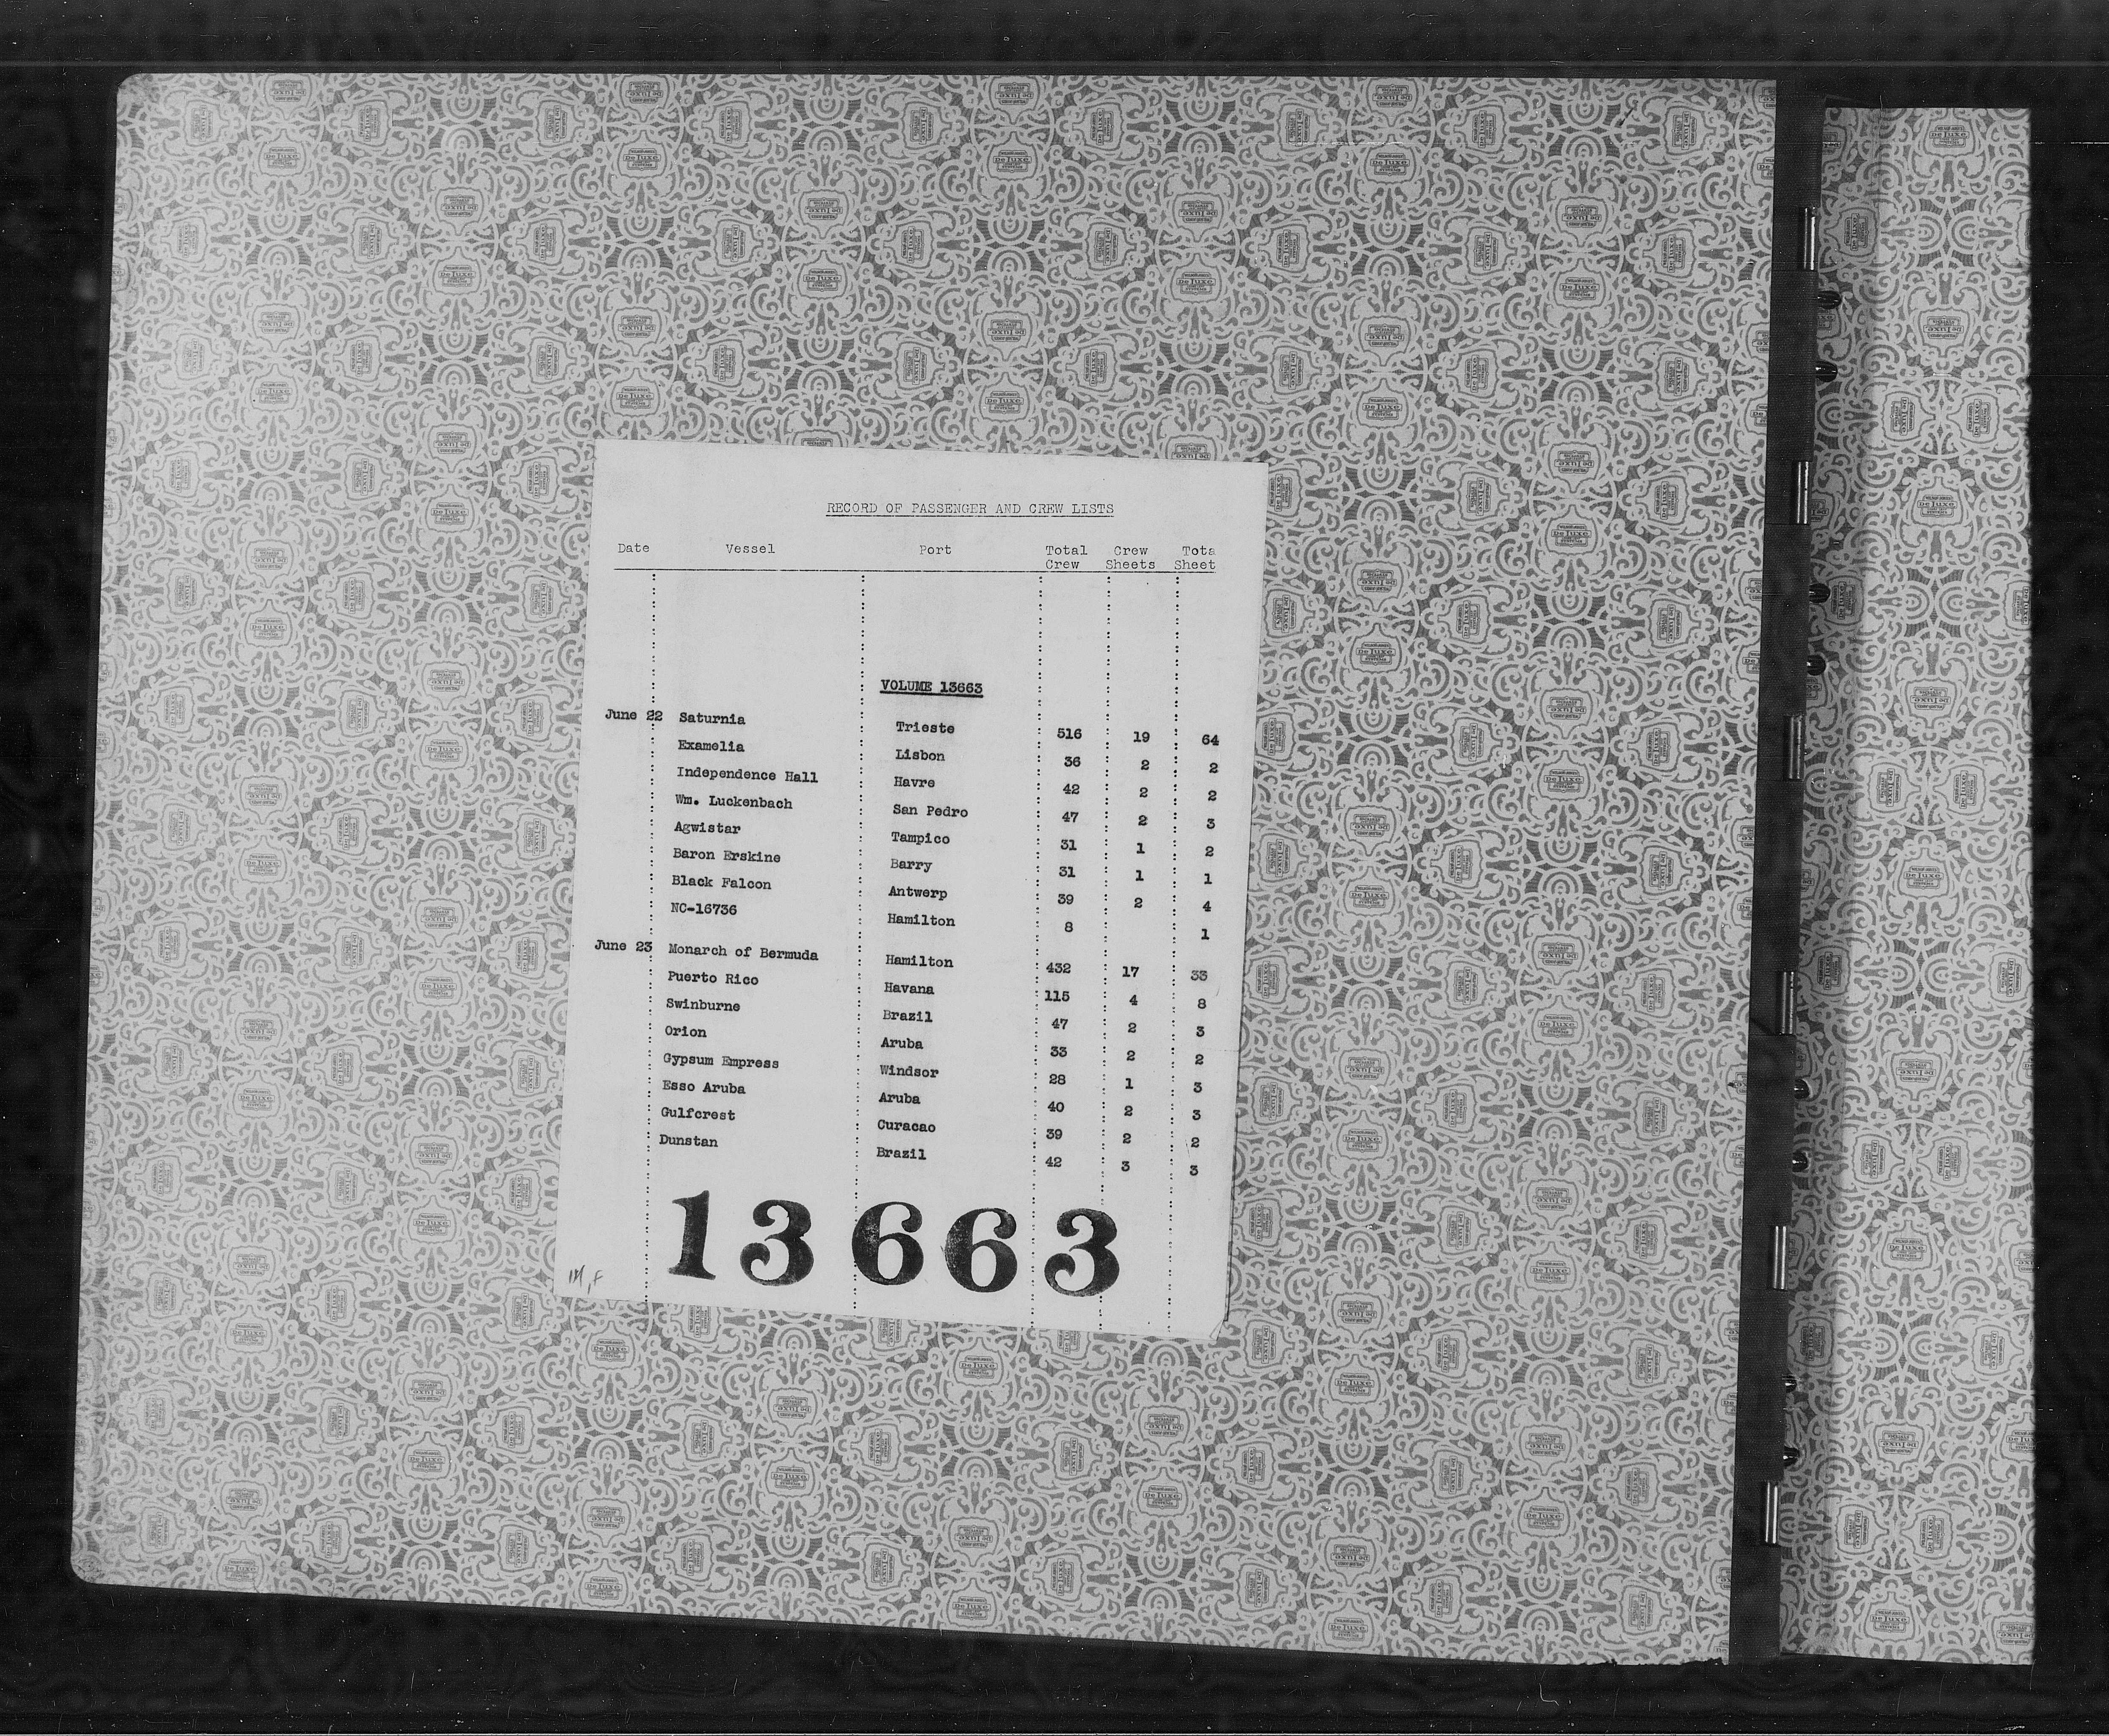 RECORD OF PASSENGER AND CREW LISTS
Date Vessel Port Total Crew Tota
Crew Sheets Sheet
VOLUME 13663
June 22 Saturnia Trieste 516 19 64
Examelia Lisbon 36 2 2
Independence Hall Havre 42 2 2
Wm. Luckenbach San Pedro 47 2 3
Agwistar Tampico 31 1 2
Baron Erskine Barry 31 1 1
Black Falcon Antwerp 39 2 4
NC-16736 Hamilton 8 1
June 23 Monarch of Bermuda Hamilton 432 17 33
Puerto Rico Havana 115 4 8
Swinburne Brazil 47 2 3
Orion Aruba 33 2 2
Gypsum Empress Windsor 28 1 3
Esso Aruba Aruba 40 2 3
Gulfcrest Curacao 39 2 2
Dunstan Brazil 42 3 3
13663